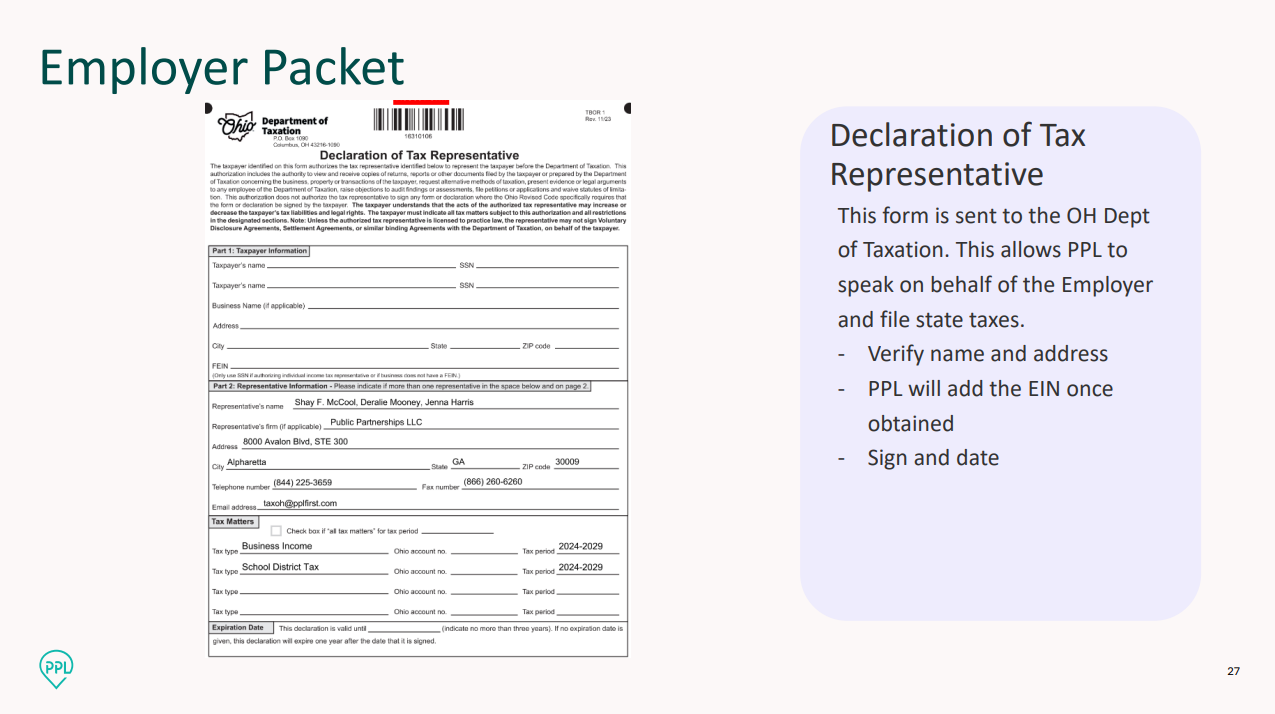 Employer Packet
Ohio
Department of
Taxation
P.O. Box 1090
Columbus, OH 43216-1090
16310106
TBOR 1
Rev. 11/23
Declaration of Tax Representative
The taxpayer identified on this form authorizes the tax representative identified below to represent the taxpayer before the Department of Taxation. This
authorization includes the authority to view and receive copies of returns, reports or other documents filed by the taxpayer or prepared by the Department
of Taxation concerning the business, property or transactions of the taxpayer, request alternative methods of taxation, present evidence or legal arguments
to any employee of the Department of Taxation, raise objections to audit findings or assessments, file petitions or applications and waive statutes of limita-
tion. This authorization does not authorize the tax representative to sign any form or declaration where the Ohio Revised Code specifically requires that
the form or declaration be signed by the taxpayer. The taxpayer understands that the acts of the authorized tax representative may increase or
decrease the taxpayer's tax liabilities and legal rights. The taxpayer must indicate all tax matters subject to this authorization and all restrictions
in the designated sections. Note: Unless the authorized tax representative is licensed to practice law, the representative may not sign Voluntary
Disclosure Agreements, Settlement Agreements, or similar binding Agreements with the Department of Taxation, on behalf of the taxpayer.
Part 1: Taxpayer Information
Taxpayer's name SSN
Taxpayer's name SSN
Business Name (if applicable)
Address
City State ZIP code
FEIN
(Only use SSN if authorizing individual income tax representative or if business does not have a FEIN.)
Part 2: Representative Information - Please indicate if more than one representative in the space below and on page 2.
Representative's name Shay F. McCool, Deralie Mooney, Jenna Harris
Representative's firm (if applicable) Public Partnerships LLC
Address 8000 Avalon Blvd, STE 300
City Alpharetta State GA ZIP code 30009
Telephone number (844) 225-3659 Fax number (866) 260-6260
Email address taxoh@pplfirst.com
Tax Matters
Check box if "all tax matters" for tax period
Tax type Business Income Ohio account no. Tax period 2024-2029
Tax type School District Tax Ohio account no. Tax period 2024-2029
Tax type Ohio account no. Tax period
Tax type Ohio account no. Tax period
Expiration Date This declaration is valid until (indicate no more than three years). If no expiration date is
given, this declaration will expire one year after the date that it is signed.
Declaration of Tax
Representative
This form is sent to the OH Dept
of Taxation. This allows PPL to
speak on behalf of the Employer
and file state taxes.
- Verify name and address
- PPL will add the EIN once
obtained
- Sign and date
PPL
27